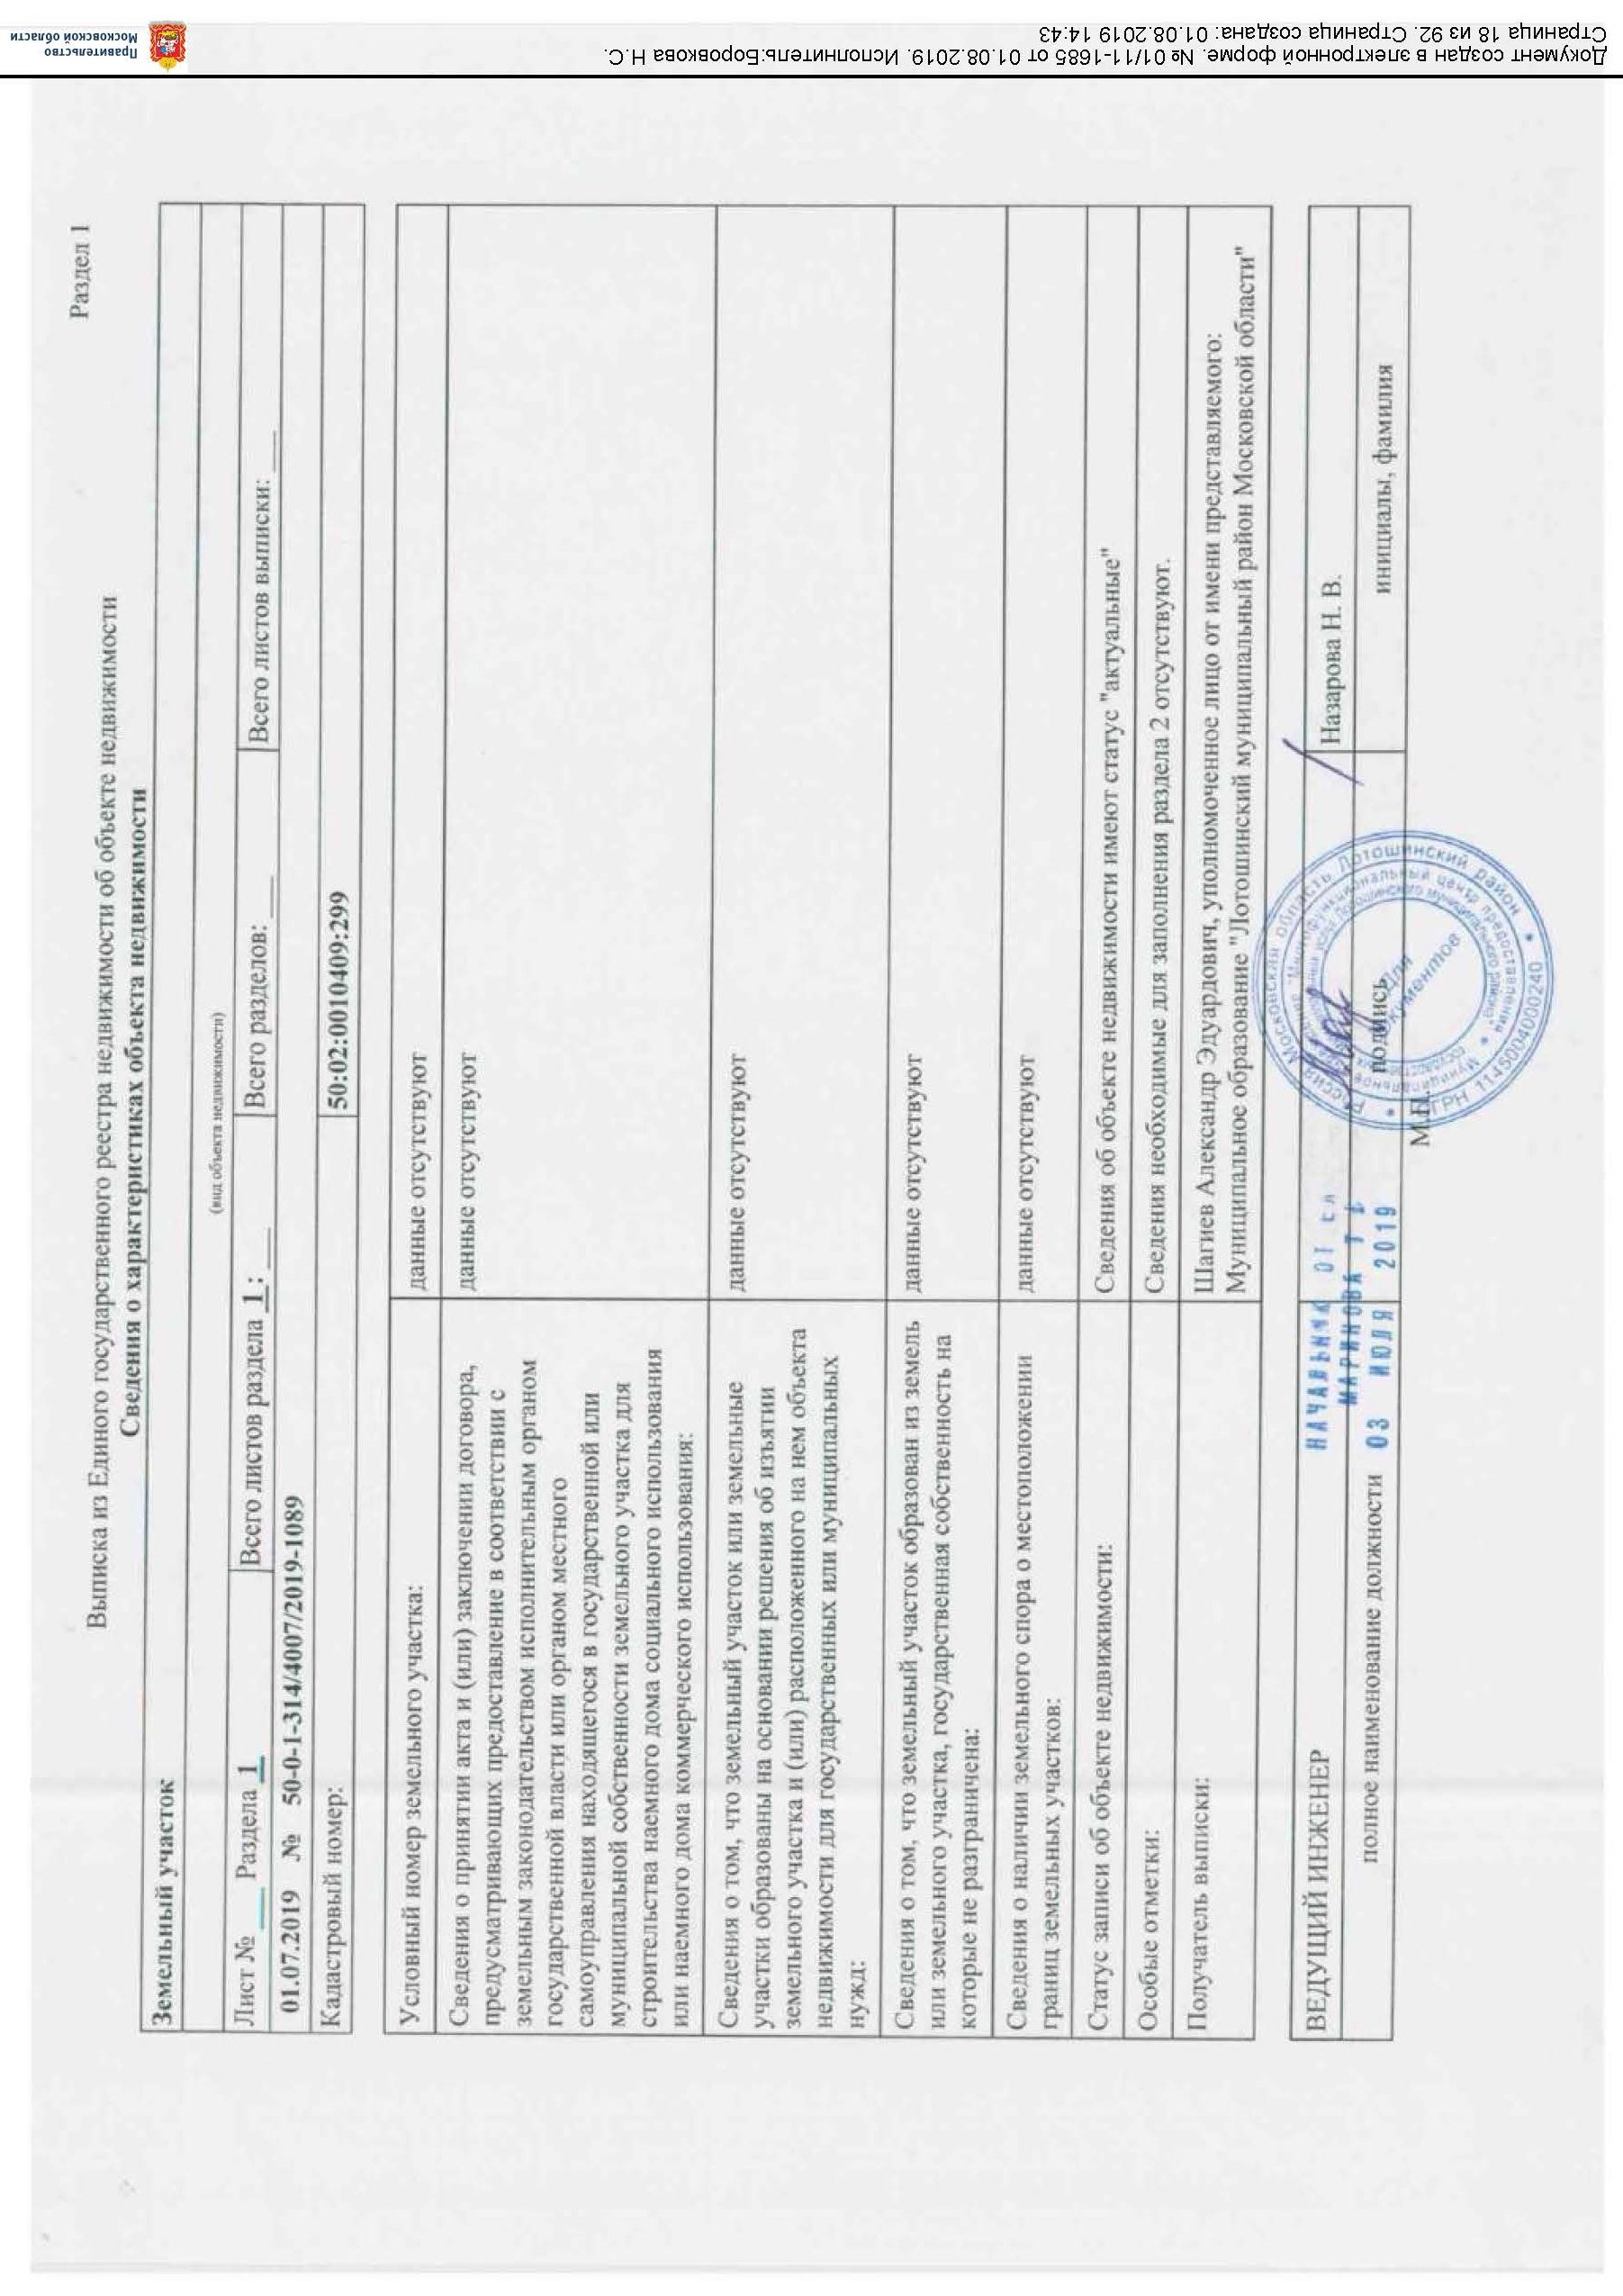 Документ создан в электронной форме. № 01/11-1685 от 01.08.2019. Исполнитель:Боровкова Н.С.
Страница 18 из 92. Страница создана: 01.08.2019 14:43
Правительство
Московской области
Раздел 1
Выписка из Единого государственного реестра недвижимости об объекте недвижимости
Сведения о характеристиках объекта недвижимости
Земельный участок
(вид объекта недвижимости)
Лист № ___ Раздела 1 Всего листов раздела 1 : ___ Всего разделов: ___ Всего листов выписки: ___
01.07.2019 № 50-0-1-314/4007/2019-1089
Кадастровый номер: 50:02:0010409:299
Условный номер земельного участка: данные отсутствуют
Сведения о принятии акта и (или) заключении договора, данные отсутствуют
предусматривающих предоставление в соответствии с
земельным законодательством исполнительным органом
государственной власти или органом местного
самоуправления находящегося в государственной или
муниципальной собственности земельного участка для
строительства наемного дома социального использования
или наемного дома коммерческого использования:
Сведения о том, что земельный участок или земельные данные отсутствуют
участки образованы на основании решения об изъятии
земельного участка и (или) расположенного на нем объекта
недвижимости для государственных или муниципальных
нужд:
Сведения о том, что земельный участок образован из земель данные отсутствуют
или земельного участка, государственная собственность на
которые не разграничена:
Сведения о наличии земельного спора о местоположении данные отсутствуют
границ земельных участков:
Статус записи об объекте недвижимости: Сведения об объекте недвижимости имеют статус "актуальные"
Особые отметки: Сведения необходимые для заполнения раздела 2 отсутствуют.
Получатель выписки: Шагиев Александр Эдуардович, уполномоченное лицо от имени представляемого:
Муниципальное образование "Лотошинский муниципальный район Московской области"
ВЕДУЩИЙ ИНЖЕНЕР Назарова Н. В.
полное наименование должности подпись инициалы, фамилия
М.П.
НАЧАЛЬНИК
МАРИНОВА
03 ИЮЛЯ 2019
Россия Московская область Лотошинский район
ОГРН 1145004000240
Для документов